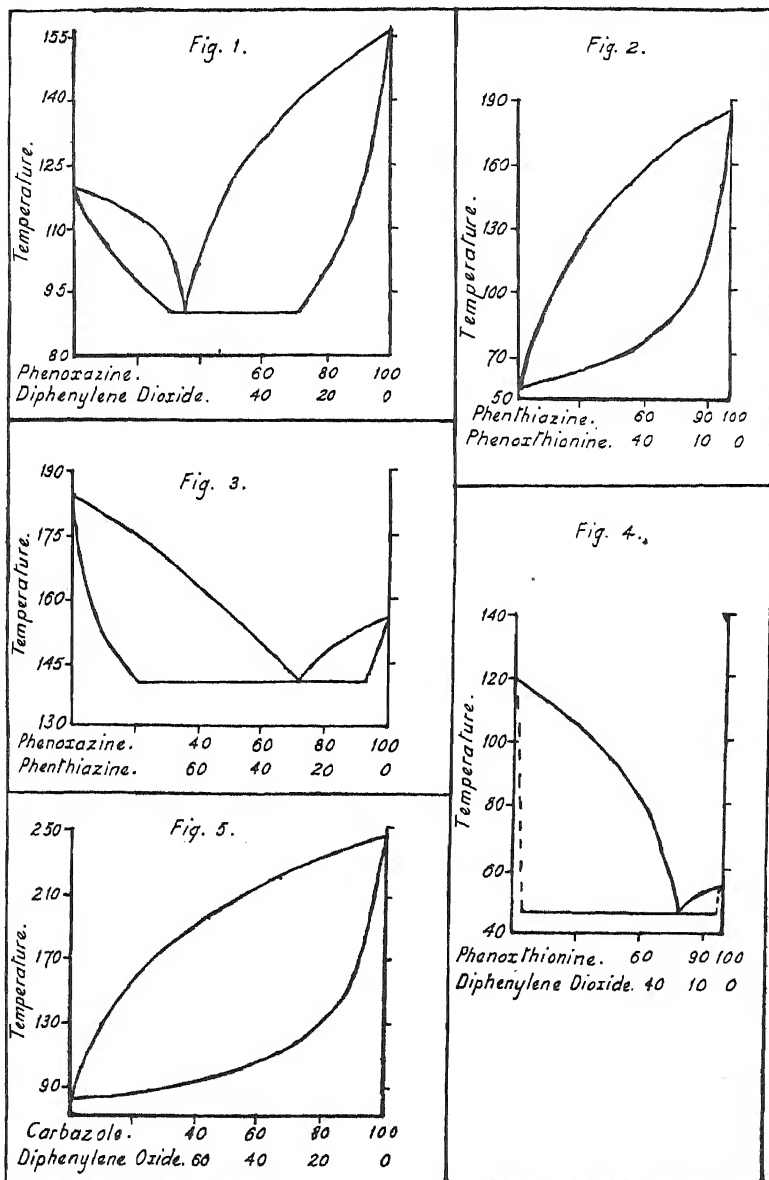 Fig. 1.
155
140
125
110
95
80
Temperature.
60 100
Phenoxazine.
Diphenylene Dioxide. 40 20 0
Fig. 2.
190
160
130
100
70
50
Temperature.
Phenthiazine. 60 90 100
Phenoxthionine. 40 10 0
Fig. 3.
190
175
160
145
130
Temperature.
Phenoxazine. 40 60 80 100
Phenthiazine. 60 40 20 0
Fig. 4.
140
120
100
80
60
40
Temperature.
Phenoxthionine. 60 90 100
Diphenylene Dioxide. 40 10 0
Fig. 5.
250
210
170
130
90
Temperature.
Carbazole. 40 60 80 100
Diphenylene Oxide. 60 40 20 0